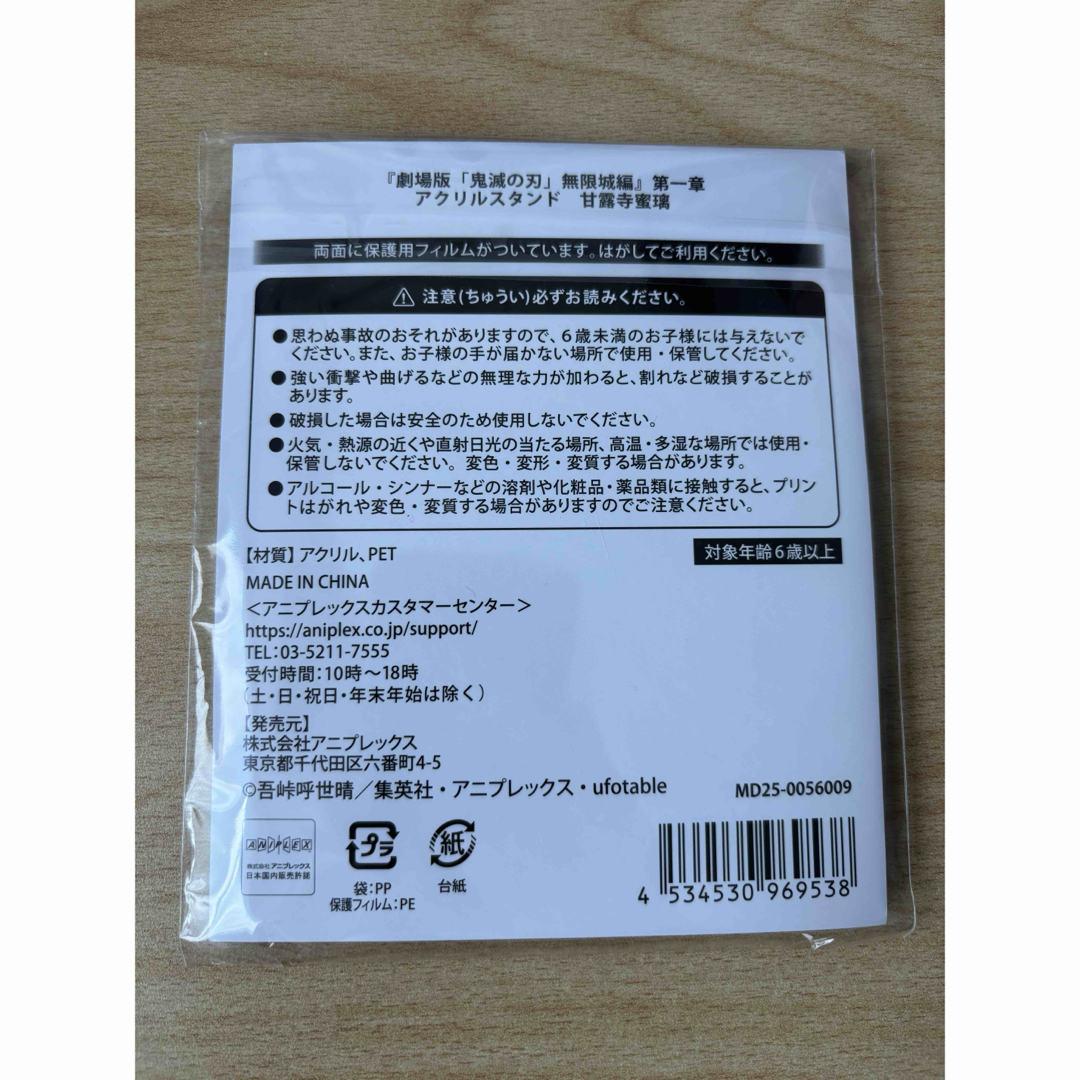 『劇場版「鬼滅の刃」無限城編』第一章
アクリルスタンド　甘露寺蜜璃
両面に保護用フィルムがついています。はがしてご利用ください。
⚠ 注意(ちゅうい)必ずお読みください。
●思わぬ事故のおそれがありますので、6歳未満のお子様には与えないで
ください。また、お子様の手が届かない場所で使用・保管してください。
●強い衝撃や曲げるなどの無理な力が加わると、割れなど破損することが
あります。
●破損した場合は安全のため使用しないでください。
●火気・熱源の近くや直射日光の当たる場所、高温・多湿な場所では使用・
保管しないでください。変色・変形・変質する場合があります。
●アルコール・シンナーなどの溶剤や化粧品・薬品類に接触すると、プリン
トはがれや変色・変質する場合がありますのでご注意ください。
【材質】アクリル、PET
対象年齢6歳以上
MADE IN CHINA
＜アニプレックスカスタマーセンター＞
https://aniplex.co.jp/support/
TEL：03-5211-7555
受付時間：10時～18時
（土・日・祝日・年末年始は除く）
【発売元】
株式会社アニプレックス
東京都千代田区六番町4-5
©吾峠呼世晴／集英社・アニプレックス・ufotable
MD25-0056009
ANIPLEX
株式会社アニプレックス
日本国内販売許諾
プラ
袋：PP
保護フィルム：PE
紙
台紙
4 534530 969538